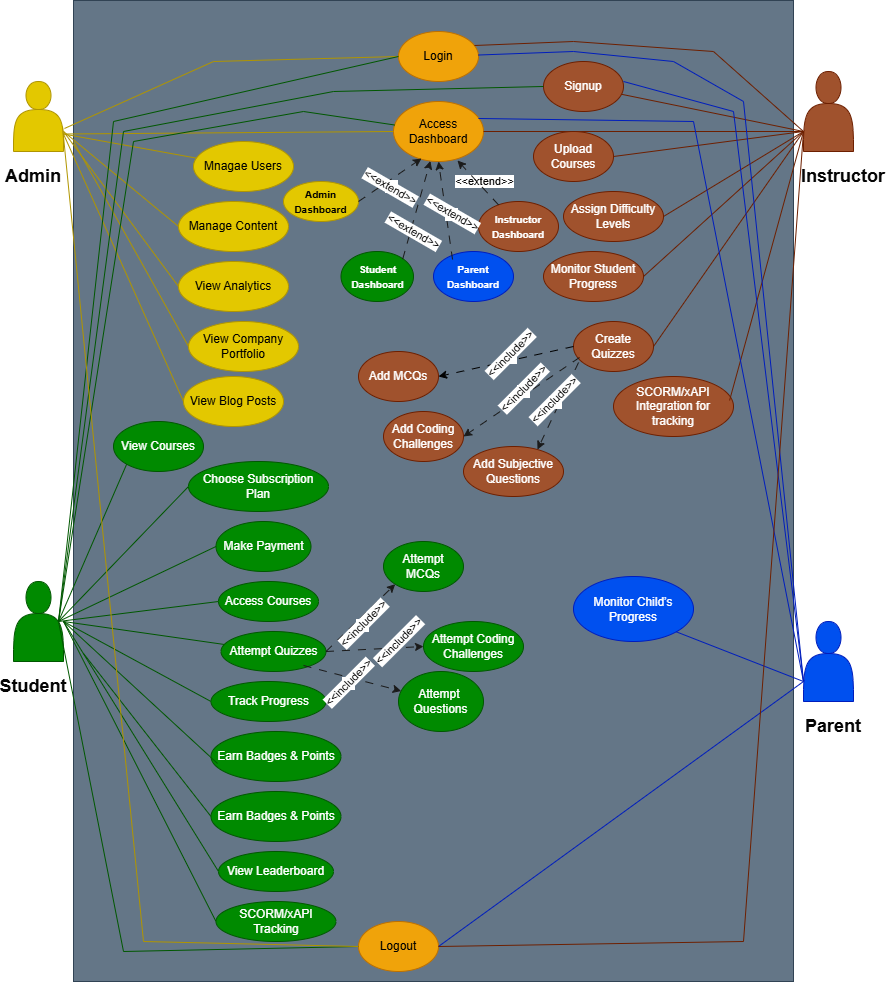 Login
Signup
Admin
Access
Dashboard
Instructor
Upload
Courses
Mnagae Users
<<extend>>
<<extend>>
Admin
Dashboard
Assign Difficulty
Levels
Manage Content
<<extend>>
<<extend>>
Instructor
Dashboard
Student
Dashboard
Parent
Dashboard
Monitor Student
Progress
View Analytics
View Company
Portfolio
Create
Quizzes
<<include>>
Add MCQs
<<include>>
<<include>>
SCORM/xAPI
Integration for
tracking
View Blog Posts
Add Coding
Challenges
View Courses
Add Subjective
Questions
Choose Subscription
Plan
Make Payment
Attempt
MCQs
Access Courses
Monitor Child's
Progress
<<include>>
<<include>>
Attempt Quizzes
Attempt Coding
Challenges
Student
<<include>>
Track Progress
Attempt
Questions
Parent
Earn Badges & Points
Earn Badges & Points
View Leaderboard
SCORM/xAPI
Tracking
Logout